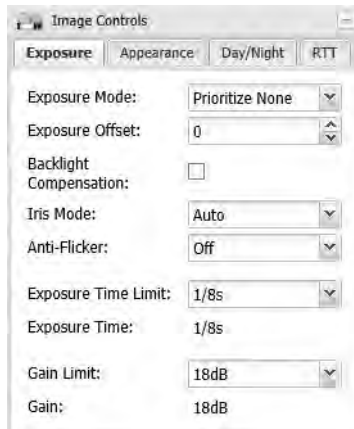 Image Controls
Exposure Appearance Day/Night RTT
Exposure Mode: Prioritize None
Exposure Offset: 0
Backlight
Compensation:
Iris Mode: Auto
Anti-Flicker: Off
Exposure Time Limit: 1/8s
Exposure Time: 1/8s
Gain Limit: 18dB
Gain: 18dB